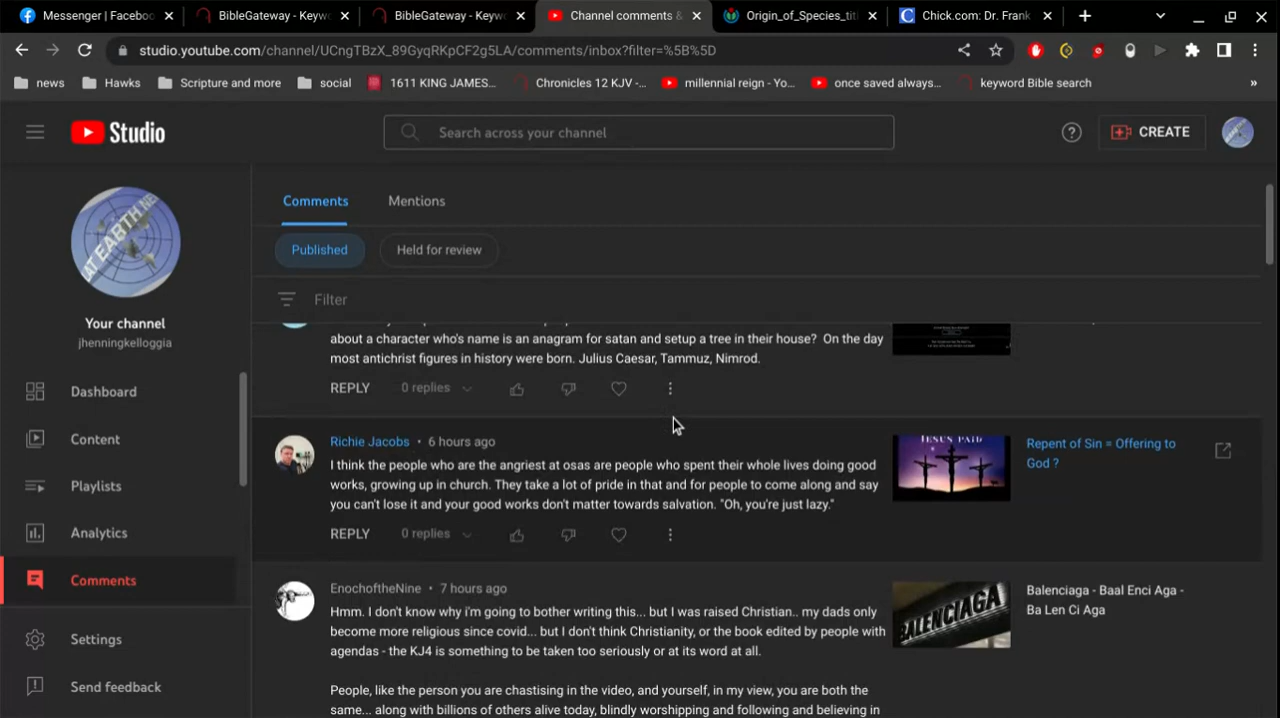 Messenger | Faceboo
BibleGateway - Keywo
BibleGateway - Keywo
Channel comments &
Origin_of_Species_titl
Chick.com: Dr. Frank
studio.youtube.com/channel/UCngTBzX_89GyqRKpCF2g5LA/comments/inbox?filter=%5B%5D
news
Hawks
Scripture and more
social
1611 KING JAMES...
Chronicles 12 KJV -...
millennial reign - Yo...
once saved always...
keyword Bible search
»
Studio
Search across your channel
CREATE
Your channel
jhenningkelloggia
Dashboard
Content
Playlists
Analytics
Comments
Settings
Send feedback
Comments
Mentions
Published
Held for review
Filter
about a character who's name is an anagram for satan and setup a tree in their house? On the day
most antichrist figures in history were born. Julius Caesar, Tammuz, Nimrod.
REPLY 0 replies
Richie Jacobs • 6 hours ago
I think the people who are the angriest at osas are people who spent their whole lives doing good
works, growing up in church. They take a lot of pride in that and for people to come along and say
you can't lose it and your good works don't matter towards salvation. "Oh, you're just lazy."
REPLY 0 replies
JESUS PAID
Repent of Sin = Offering to
God ?
EnochoftheNine • 7 hours ago
Hmm. I don't know why i'm going to bother writing this... but I was raised Christian.. my dads only
become more religious since covid... but I don't think Christianity, or the book edited by people with
agendas - the KJ4 is something to be taken too seriously or at its word at all.
People, like the person you are chastising in the video, and yourself, in my view, you are both the
same... along with billions of others alive today, blindly worshipping and following and believing in
BALENCIAGA
Balenciaga - Baal Enci Aga -
Ba Len Ci Aga